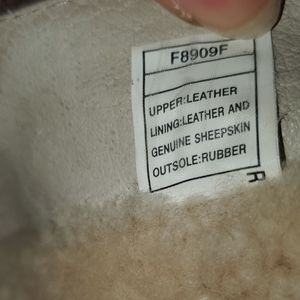 F8909F
UPPER:LEATHER
LINING:LEATHER AND
GENUINE SHEEPSKIN
OUTSOLE:RUBBER
R